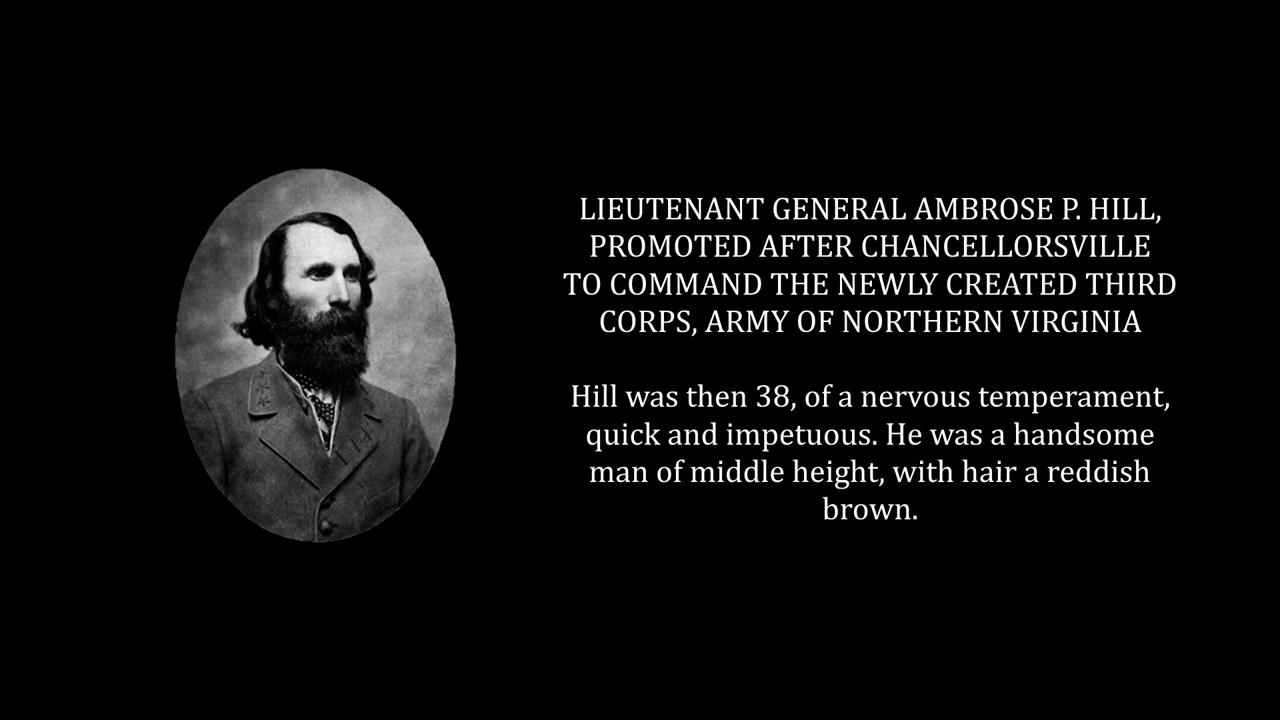 LIEUTENANT GENERAL AMBROSE P. HILL,
PROMOTED AFTER CHANCELLORSVILLE
TO COMMAND THE NEWLY CREATED THIRD
CORPS, ARMY OF NORTHERN VIRGINIA
Hill was then 38, of a nervous temperament,
quick and impetuous. He was a handsome
man of middle height, with hair a reddish
brown.